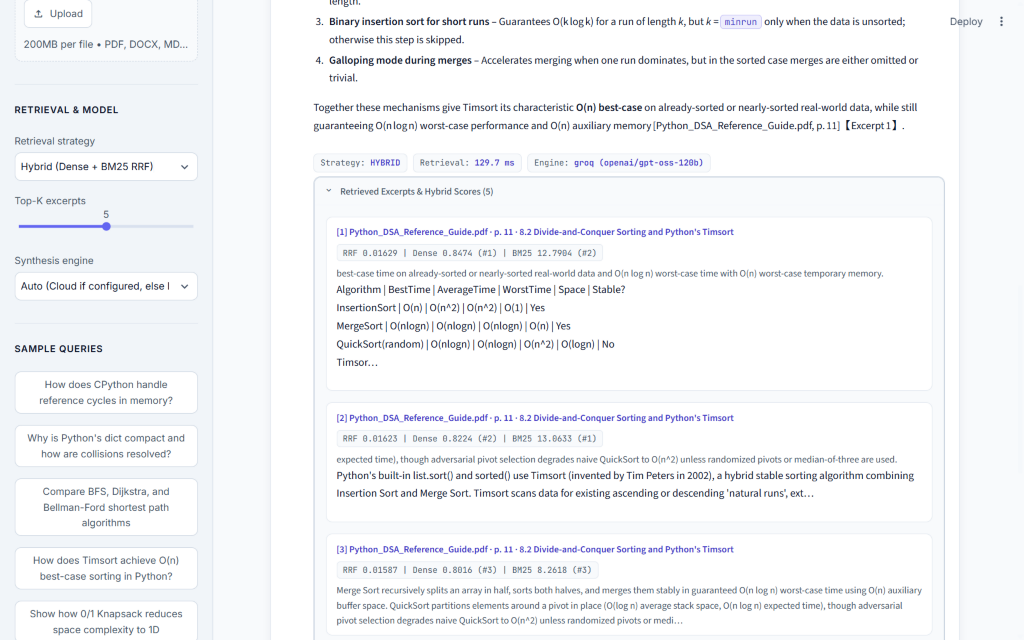 Upload
200MB per file • PDF, DOCX, MD...
RETRIEVAL & MODEL
Retrieval strategy
Hybrid (Dense + BM25 RRF)
Top-K excerpts
5
Synthesis engine
Auto (Cloud if configured, else l
SAMPLE QUERIES
How does CPython handle
reference cycles in memory?
Why is Python's dict compact and
how are collisions resolved?
Compare BFS, Dijkstra, and
Bellman-Ford shortest path
algorithms
How does Timsort achieve O(n)
best-case sorting in Python?
Show how 0/1 Knapsack reduces
space complexity to 1D
Deploy
length.
3. Binary insertion sort for short runs – Guarantees O(k log k) for a run of length k, but k = minrun only when the data is unsorted;
otherwise this step is skipped.
4. Galloping mode during merges – Accelerates merging when one run dominates, but in the sorted case merges are either omitted or
trivial.
Together these mechanisms give Timsort its characteristic O(n) best-case on already-sorted or nearly-sorted real-world data, while still
guaranteeing O(n log n) worst-case performance and O(n) auxiliary memory [Python_DSA_Reference_Guide.pdf, p. 11]【Excerpt 1】.
Strategy: HYBRID Retrieval: 129.7 ms Engine: groq (openai/gpt-oss-120b)
Retrieved Excerpts & Hybrid Scores (5)
[1] Python_DSA_Reference_Guide.pdf · p. 11 · 8.2 Divide-and-Conquer Sorting and Python's Timsort
RRF 0.01629 | Dense 0.8474 (#1) | BM25 12.7904 (#2)
best-case time on already-sorted or nearly-sorted real-world data and O(n log n) worst-case time with O(n) worst-case temporary memory.
Algorithm | BestTime | AverageTime | WorstTime | Space | Stable?
InsertionSort | O(n) | O(n^2) | O(n^2) | O(1) | Yes
MergeSort | O(nlogn) | O(nlogn) | O(nlogn) | O(n) | Yes
QuickSort(random) | O(nlogn) | O(nlogn) | O(n^2) | O(logn) | No
Timsor…
[2] Python_DSA_Reference_Guide.pdf · p. 11 · 8.2 Divide-and-Conquer Sorting and Python's Timsort
RRF 0.01623 | Dense 0.8224 (#2) | BM25 13.0633 (#1)
expected time), though adversarial pivot selection degrades naive QuickSort to O(n^2) unless randomized pivots or median-of-three are used.
Python's built-in list.sort() and sorted() use Timsort (invented by Tim Peters in 2002), a hybrid stable sorting algorithm combining
Insertion Sort and Merge Sort. Timsort scans data for existing ascending or descending 'natural runs', ext…
[3] Python_DSA_Reference_Guide.pdf · p. 11 · 8.2 Divide-and-Conquer Sorting and Python's Timsort
RRF 0.01587 | Dense 0.8016 (#3) | BM25 8.2618 (#3)
Merge Sort recursively splits an array in half, sorts both halves, and merges them stably in guaranteed O(n log n) worst-case time using O(n) auxiliary
buffer space. QuickSort partitions elements around a pivot in place (O(log n) average stack space, O(n log n) expected time), though adversarial
pivot selection degrades naive QuickSort to O(n^2) unless randomized pivots or medi…